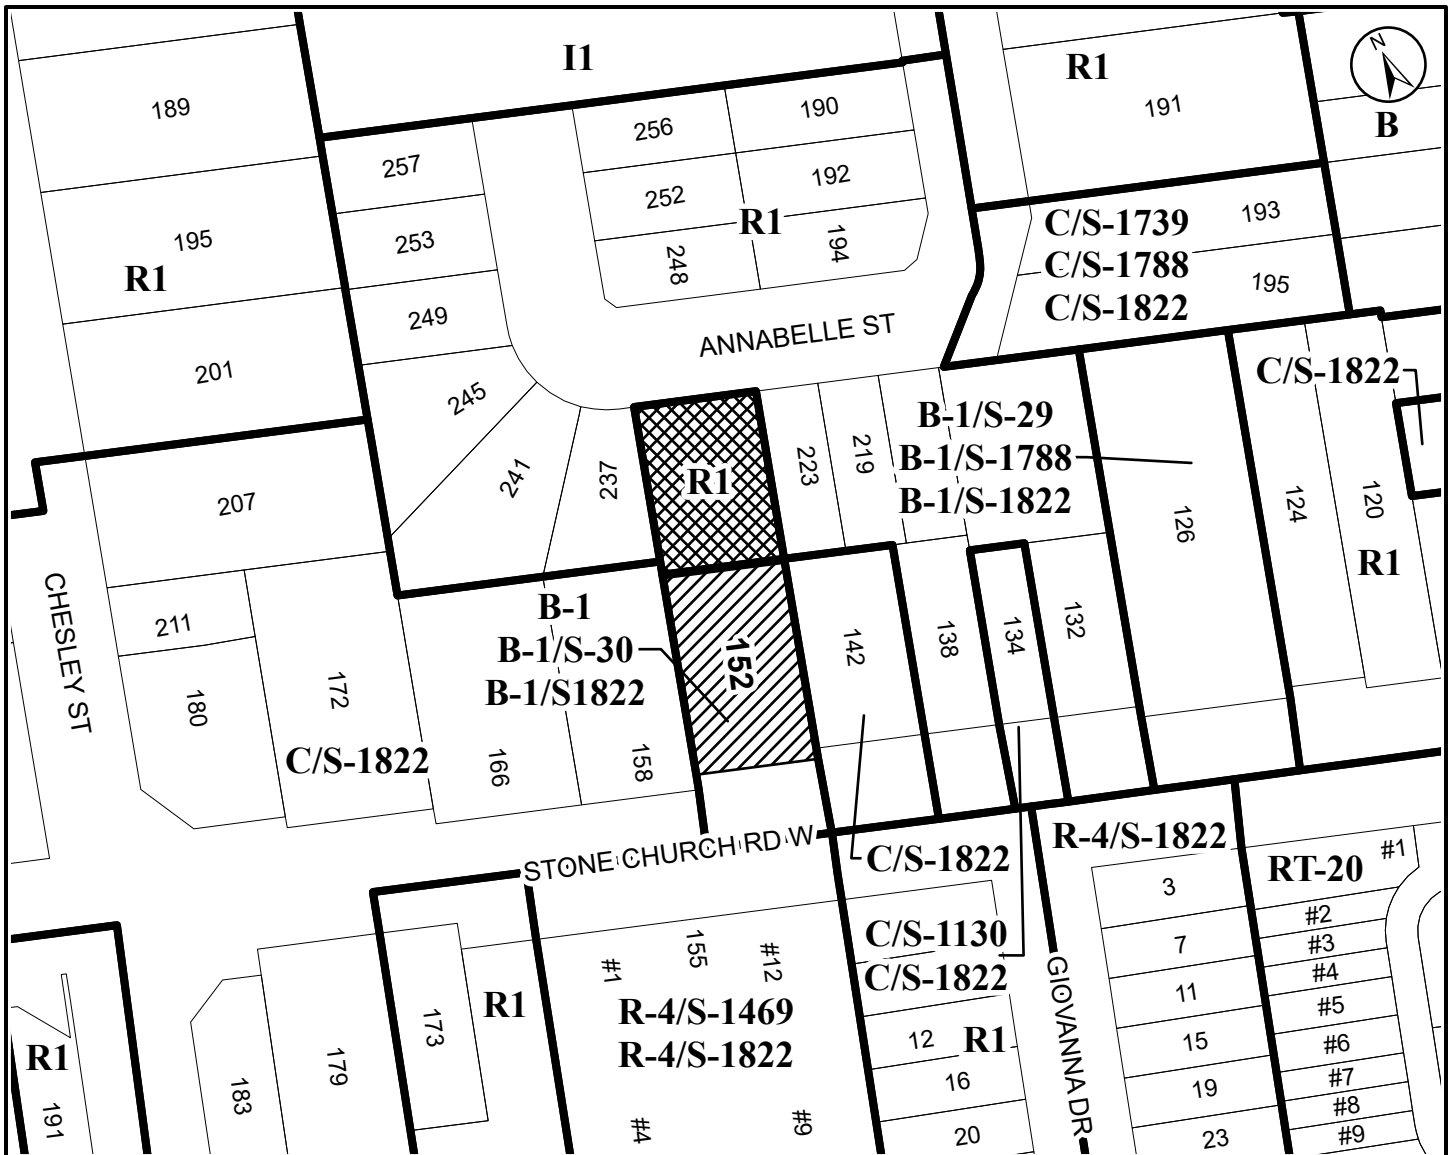 I1
R1
N
B
189
195
R1
201
257
253
249
245
241
237
256
252
248
190
192
194
R1
191
193
195
C/S-1739
C/S-1788
C/S-1822
ANNABELLE ST
C/S-1822
R1
223
219
B-1/S-29
B-1/S-1788
B-1/S-1822
126
124
120
R1
207
211
180
172
C/S-1822
CHESLEY ST
B-1
B-1/S-30
B-1/S1822
166
158
152
142
138
134
132
STONE CHURCH RD W
C/S-1822
C/S-1130
C/S-1822
R-4/S-1822
RT-20
#1
#2
#3
#4
#5
#6
#7
#8
#9
3
7
11
15
19
23
GIOVANNA DR
12
R1
16
20
155
#1
#12
R-4/S-1469
R-4/S-1822
#4
#9
R1
173
179
183
R1
191